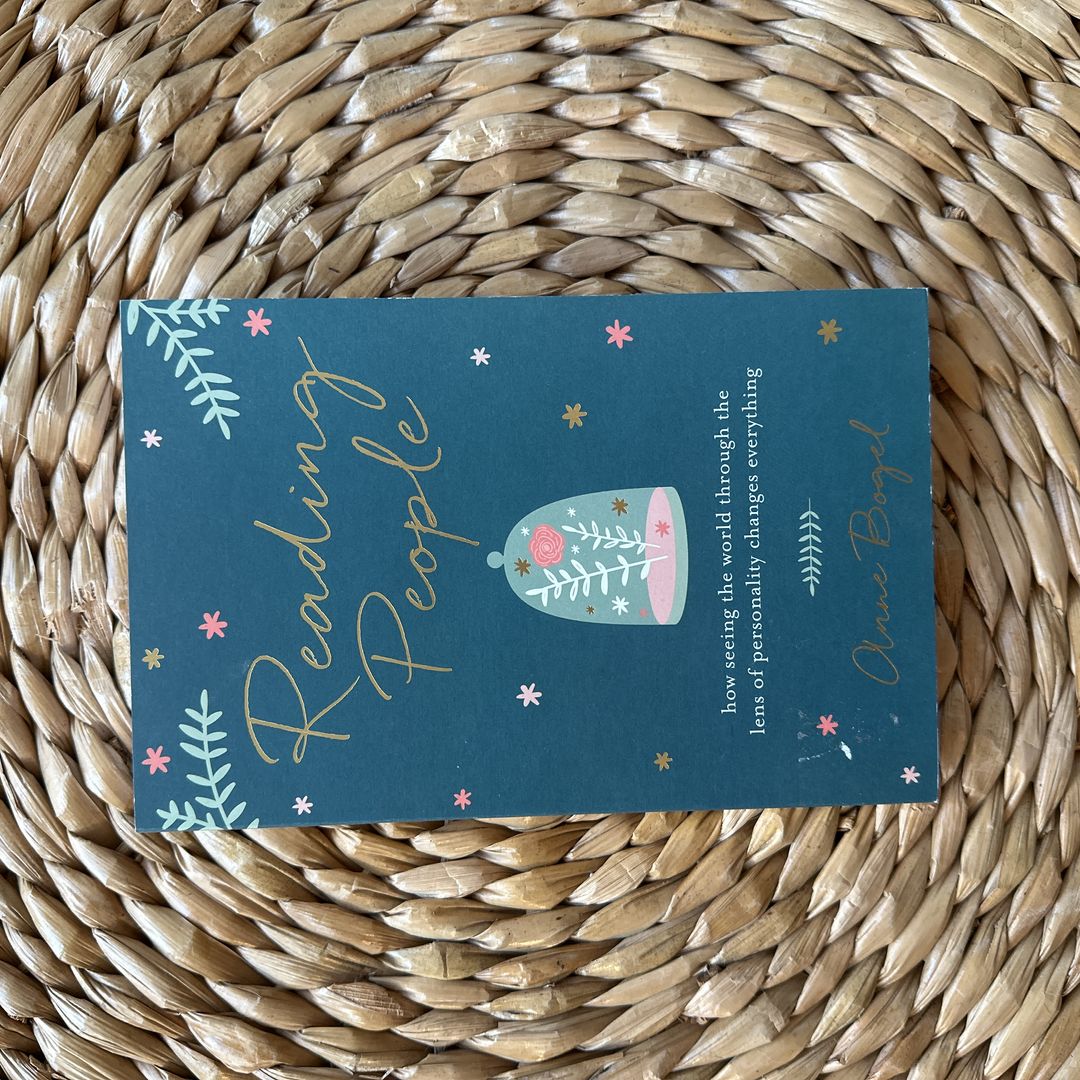 Reading
People
how seeing the world through the
lens of personality changes everything
Anne Bogel